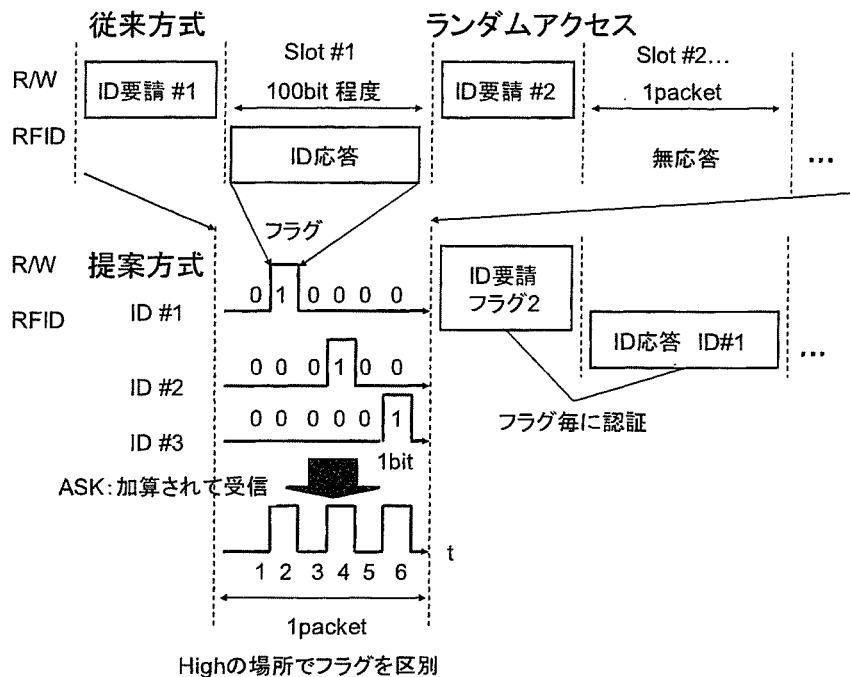 従来方式
ランダムアクセス
Slot #1
Slot #2...
R/W
ID要請 #1
100bit 程度
ID要請 #2
1packet
RFID
ID応答
無応答
...
フラグ
R/W
提案方式
ID要請
フラグ2
0 1 0 0 0 0
RFID
ID #1
ID応答 ID#1
...
0 0 0 1 0 0
ID #2
フラグ毎に認証
0 0 0 0 0 1
ID #3
1bit
ASK:加算されて受信
t
1 2 3 4 5 6
1packet
Highの場所でフラグを区別